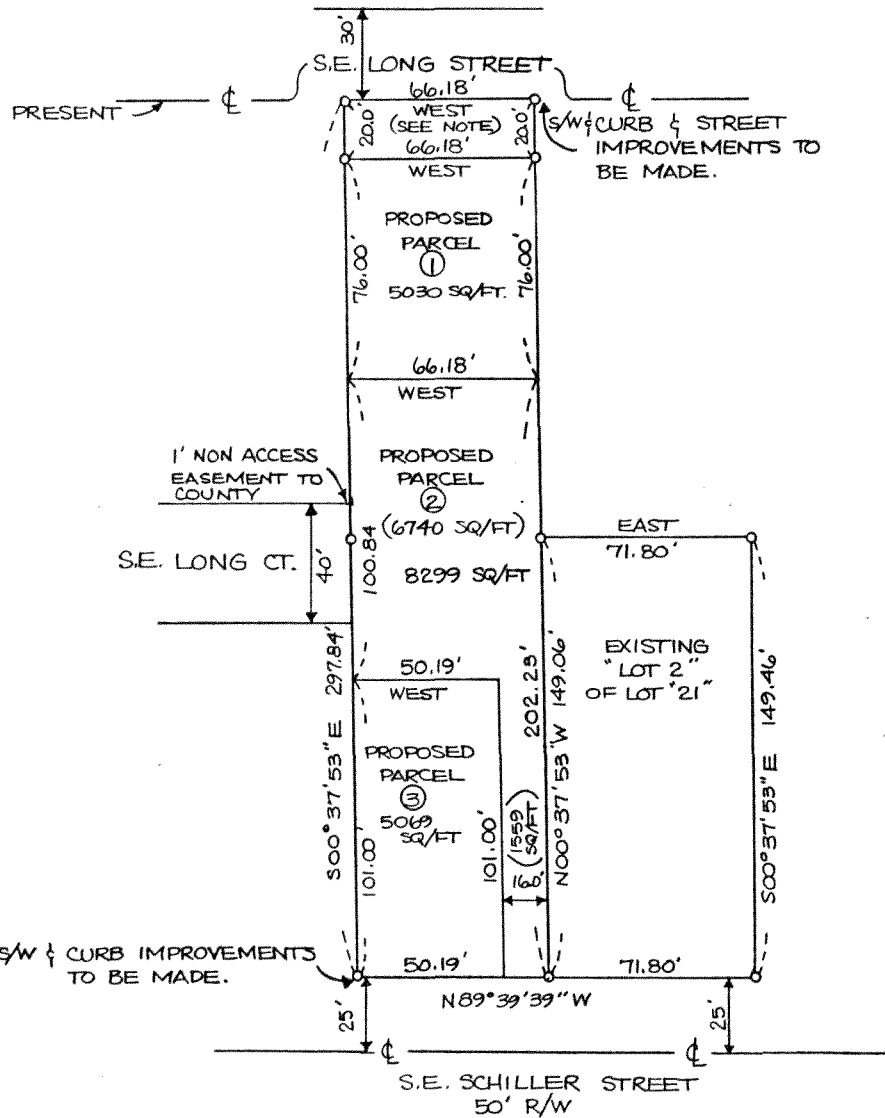 30'
S.E. LONG STREET
PRESENT
℄
℄
66.18'
WEST
(SEE NOTE)
20.0'
20.0'
S/W & CURB & STREET
IMPROVEMENTS TO
BE MADE.
66.18'
WEST
PROPOSED
PARCEL
1
5030 SQ/FT.
76.00'
76.00'
66.18'
WEST
1' NON ACCESS
EASEMENT TO
COUNTY
PROPOSED
PARCEL
2
(6740 SQ/FT)
8299 SQ/FT
S.E. LONG CT.
40'
100.84
EAST
71.80'
EXISTING
"LOT 2"
OF LOT "21"
50.19'
WEST
S00°37'53"E 297.84'
202.23'
N00°37'53"W 149.06'
S00°37'53"E 149.46'
PROPOSED
PARCEL
3
5069
SQ/FT
101.00'
101.00'
(1559
SQ/FT)
S/W & CURB IMPROVEMENTS
TO BE MADE.
50.19'
71.80'
N89°39'39"W
25'
25'
℄
℄
S.E. SCHILLER STREET
50' R/W